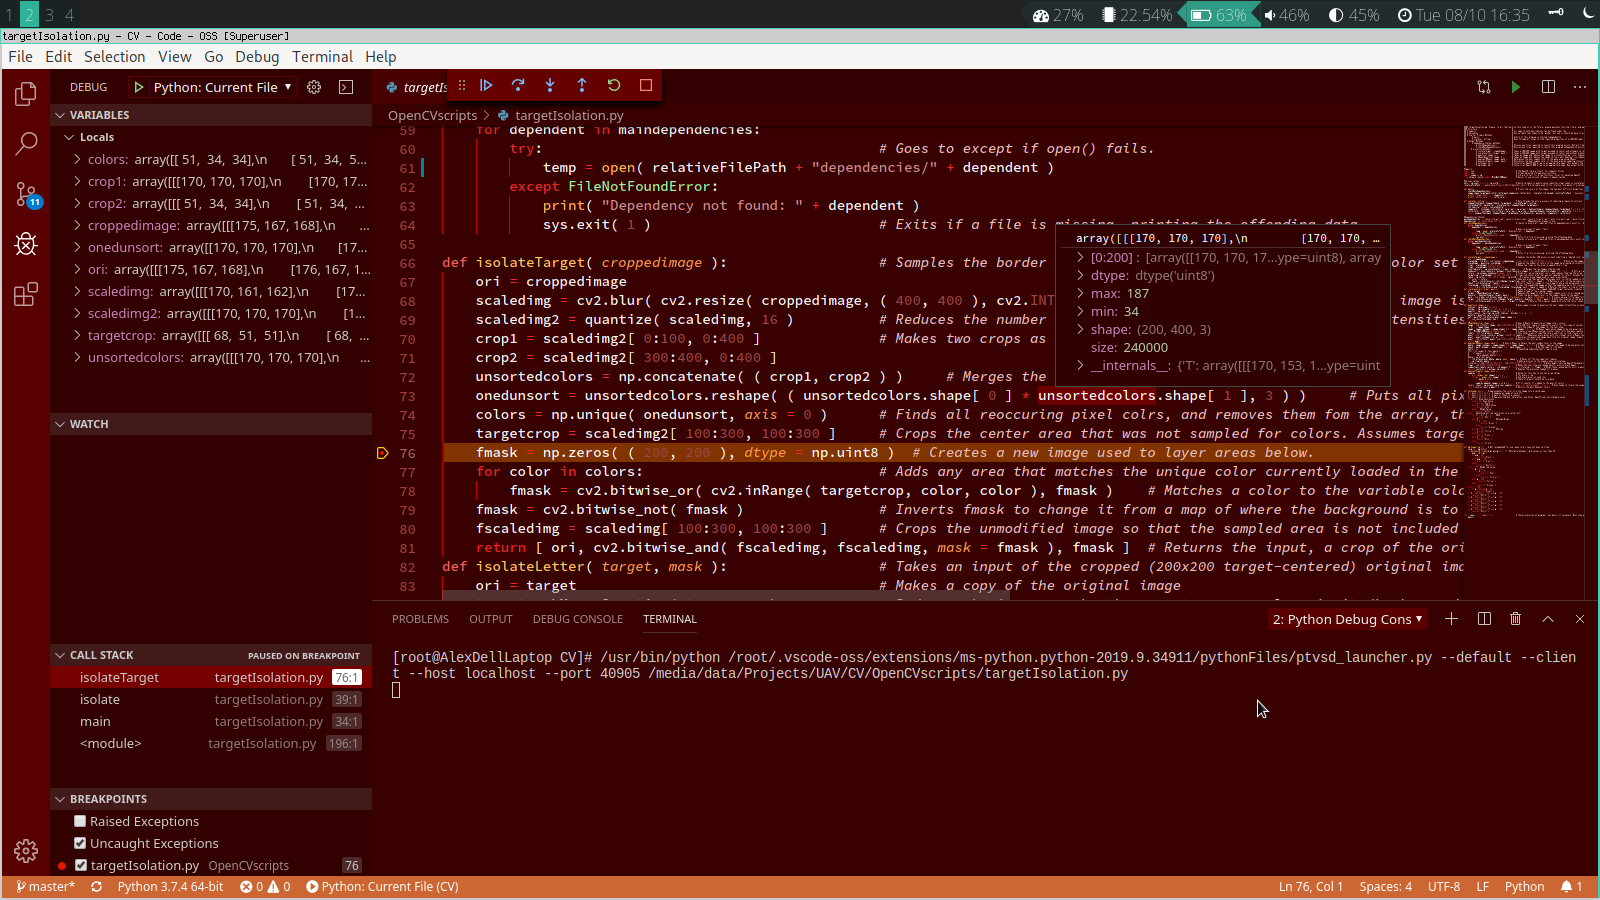 1 2 3 4 27% 22.54% 63% 46% 45% Tue 08/10 16:35
targetIsolation.py - CV - Code - OSS [Superuser]
File Edit Selection View Go Debug Terminal Help
DEBUG Python: Current File
VARIABLES
Locals
colors: array([[ 51, 34, 34],\n [ 51, 34, 5...
crop1: array([[[170, 170, 170],\n [170, 17...
crop2: array([[[ 51, 34, 34],\n [ 51, 34, ...
croppedimage: array([[[175, 167, 168],\n ...
onedunsort: array([[170, 170, 170],\n [17...
ori: array([[[175, 167, 168],\n [176, 167, 1...
scaledimg: array([[[170, 161, 162],\n [17...
scaledimg2: array([[[170, 170, 170],\n [1...
targetcrop: array([[[ 68, 51, 51],\n [ 68, ...
unsortedcolors: array([[[170, 170, 170],\n ...
WATCH
CALL STACK PAUSED ON BREAKPOINT
isolateTarget targetIsolation.py 76:1
isolate targetIsolation.py 39:1
main targetIsolation.py 34:1
<module> targetIsolation.py 196:1
BREAKPOINTS
Raised Exceptions
Uncaught Exceptions
targetIsolation.py OpenCVscripts 76
11
targetIs
OpenCVscripts > targetIsolation.py
59 for dependent in maindependencies:
60 try: # Goes to except if open() fails.
61 temp = open( relativeFilePath + "dependencies/" + dependent )
62 except FileNotFoundError:
63 print( "Dependency not found: " + dependent )
64 sys.exit( 1 ) # Exits if a file is missing, printing the offending data
65
66 def isolateTarget( croppedimage ): # Samples the border olor set
67 ori = croppedimage
68 scaledimg = cv2.blur( cv2.resize( croppedimage, ( 400, 400 ), cv2.INT image is
69 scaledimg2 = quantize( scaledimg, 16 ) # Reduces the number tensities
70 crop1 = scaledimg2[ 0:100, 0:400 ] # Makes two crops as
71 crop2 = scaledimg2[ 300:400, 0:400 ]
72 unsortedcolors = np.concatenate( ( crop1, crop2 ) ) # Merges the
73 onedunsort = unsortedcolors.reshape( ( unsortedcolors.shape[ 0 ] * unsortedcolors.shape[ 1 ], 3 ) ) # Puts all pix
74 colors = np.unique( onedunsort, axis = 0 ) # Finds all reoccuring pixel colrs, and removes them fom the array, th
75 targetcrop = scaledimg2[ 100:300, 100:300 ] # Crops the center area that was not sampled for colors. Assumes targe
76 fmask = np.zeros( ( 200, 200 ), dtype = np.uint8 ) # Creates a new image used to layer areas below.
77 for color in colors: # Adds any area that matches the unique color currently loaded in the
78 fmask = cv2.bitwise_or( cv2.inRange( targetcrop, color, color ), fmask ) # Matches a color to the variable colo
79 fmask = cv2.bitwise_not( fmask ) # Inverts fmask to change it from a map of where the background is to
80 fscaledimg = scaledimg[ 100:300, 100:300 ] # Crops the unmodified image so that the sampled area is not included
81 return [ ori, cv2.bitwise_and( fscaledimg, fscaledimg, mask = fmask ), fmask ] # Returns the input, a crop of the ori
82 def isolateLetter( target, mask ): # Takes an input of the cropped (200x200 target-centered) original ima
83 ori = target # Makes a copy of the original image
array([[[170, 170, 170],\n [170, 170, ...
[0:200] : [array([[170, 170, 17...ype=uint8), array
dtype: dtype('uint8')
max: 187
min: 34
shape: (200, 400, 3)
size: 240000
__internals__: {'T': array([[[170, 153, 1...ype=uint
PROBLEMS OUTPUT DEBUG CONSOLE TERMINAL 2: Python Debug Cons
[root@AlexDellLaptop CV]# /usr/bin/python /root/.vscode-oss/extensions/ms-python.python-2019.9.34911/pythonFiles/ptvsd_launcher.py --default --clien
t --host localhost --port 40905 /media/data/Projects/UAV/CV/OpenCVscripts/targetIsolation.py
master* Python 3.7.4 64-bit 0 0 Python: Current File (CV) Ln 76, Col 1 Spaces: 4 UTF-8 LF Python 1